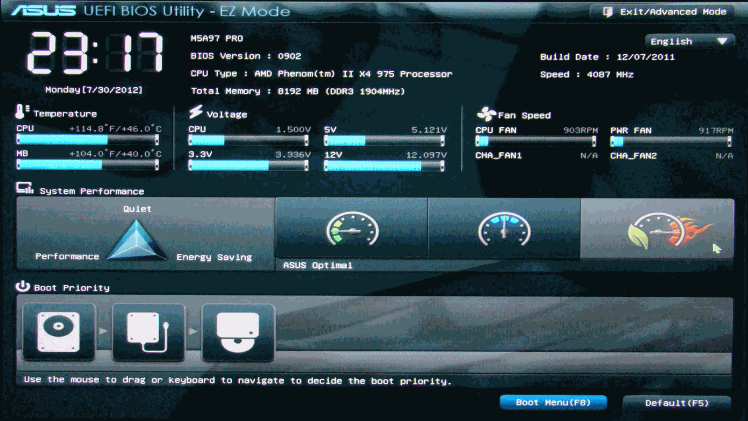 ASUS UEFI BIOS Utility - EZ Mode
Exit/Advanced Mode
23:17
Monday[7/30/2012]
M5A97 PRO
BIOS Version : 0902
CPU Type : AMD Phenom(tm) II X4 975 Processor
Total Memory : 8192 MB (DDR3 1904MHz)
English
Build Date : 12/07/2011
Speed : 4087 MHz
Temperature
CPU +114.8°F/+46.0°C
MB +104.0°F/+40.0°C
Voltage
CPU 1.500V 5V 5.121V
3.3V 3.336V 12V 12.097V
Fan Speed
CPU FAN 903RPM PWR FAN 917RPM
CHA_FAN1 N/A CHA_FAN2 N/A
System Performance
Quiet
Performance Energy Saving
ASUS Optimal
Boot Priority
Use the mouse to drag or keyboard to navigate to decide the boot priority.
Boot Menu(F8) Default(F5)